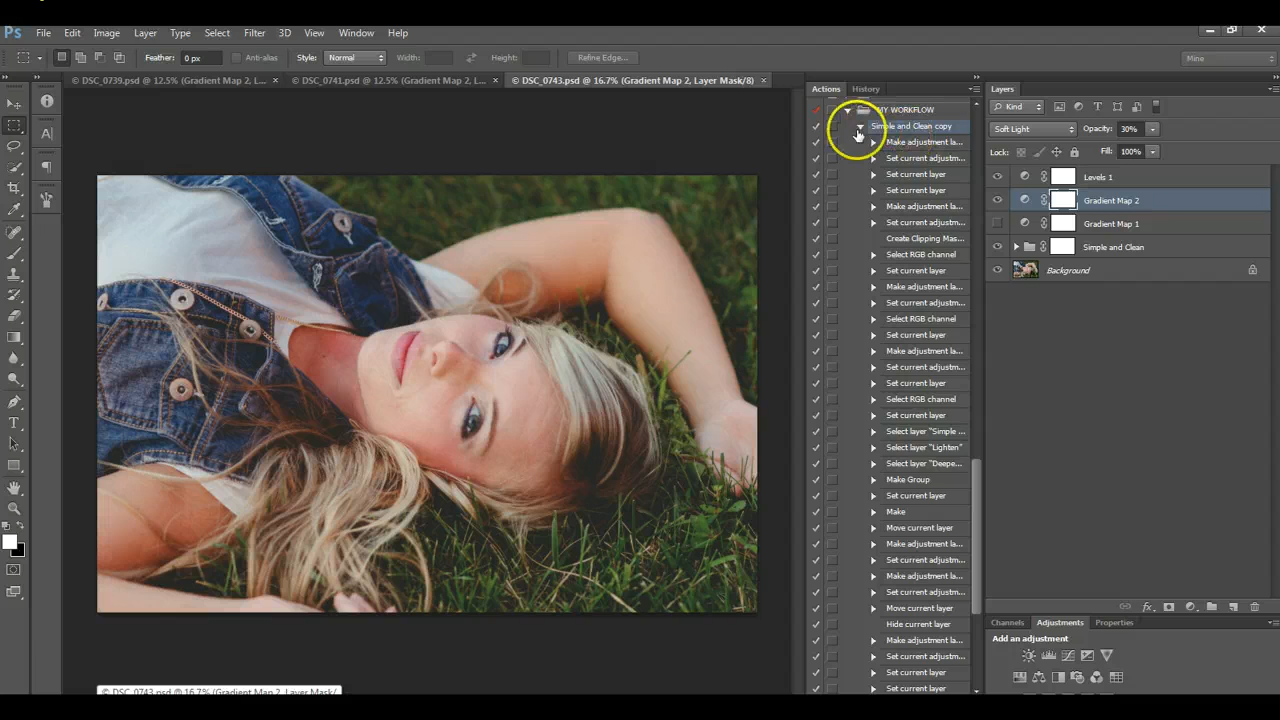 Ps File Edit Image Layer Type Select Filter 3D View Window Help
Feather: 0 px Anti-alias Style: Normal Width: Height: Refine Edge... Mine
© DSC_0739.psd @ 12.5% (Gradient Map 2, L... × © DSC_0741.psd @ 12.5% (Gradient Map 2, L... × © DSC_0743.psd @ 16.7% (Gradient Map 2, Layer Mask/8) ×
Actions History
MY WORKFLOW
Simple and Clean copy
Make adjustment la...
Set current adjustm...
Set current layer
Set current layer
Make adjustment la...
Set current adjustm...
Create Clipping Mas...
Select RGB channel
Set current layer
Make adjustment la...
Set current adjustm...
Select RGB channel
Set current layer
Make adjustment la...
Set current adjustm...
Set current layer
Select RGB channel
Set current layer
Select layer "Simple ...
Select layer "Lighten"
Select layer "Deepe...
Make Group
Set current layer
Make
Move current layer
Make adjustment la...
Set current adjustm...
Make adjustment la...
Set current adjustm...
Move current layer
Hide current layer
Make adjustment la...
Set current adjustm...
Set current layer
Set current layer
Layers
Kind
Soft Light Opacity: 30%
Lock: Fill: 100%
Levels 1
Gradient Map 2
Gradient Map 1
Simple and Clean
Background
fx
Channels Adjustments Properties
Add an adjustment
© DSC_0743.psd @ 16.7% (Gradient Map 2, Layer Mask/